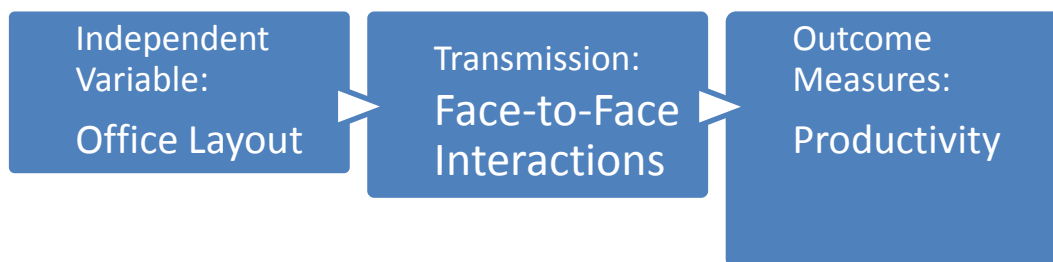 Independent
Variable:
Office Layout
Transmission:
Face-to-Face
Interactions
Outcome
Measures:
Productivity